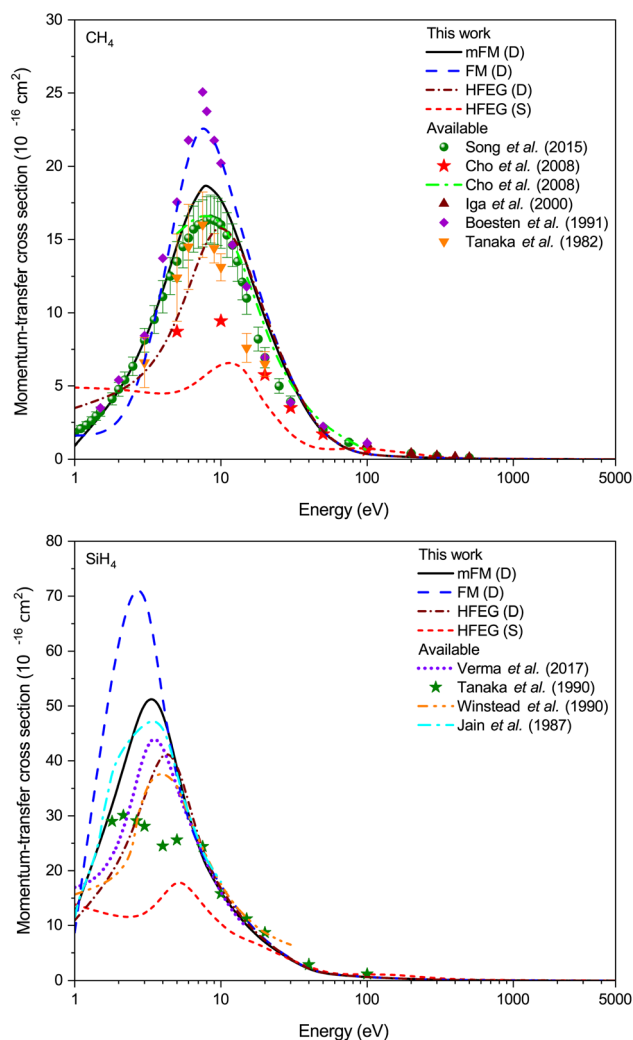 CH₄
This work
mFM (D)
FM (D)
HFEG (D)
HFEG (S)
Available
Song et al. (2015)
Cho et al. (2008)
Cho et al. (2008)
Iga et al. (2000)
Boesten et al. (1991)
Tanaka et al. (1982)
Momentum-transfer cross section (10 ⁻¹⁶ cm²)
30
25
20
15
10
5
0
1 10 100 1000 5000
Energy (eV)
SiH₄
This work
mFM (D)
FM (D)
HFEG (D)
HFEG (S)
Available
Verma et al. (2017)
Tanaka et al. (1990)
Winstead et al. (1990)
Jain et al. (1987)
Momentum-transfer cross section (10 ⁻¹⁶ cm²)
80
70
60
50
40
30
20
10
0
1 10 100 1000 5000
Energy (eV)